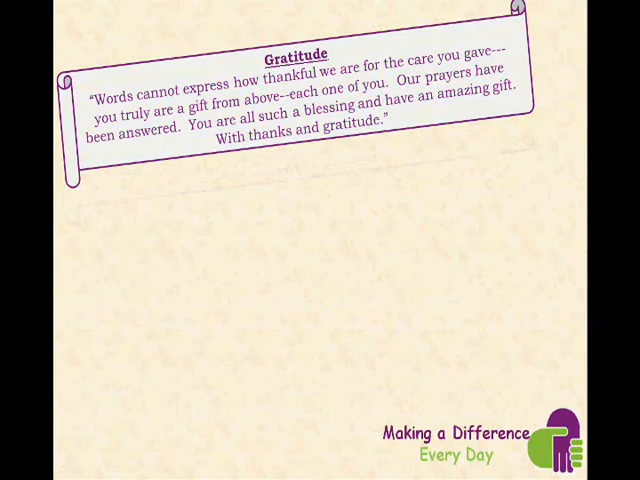 Gratitude
“Words cannot express how thankful we are for the care you gave---
you truly are a gift from above--each one of you. Our prayers have
been answered. You are all such a blessing and have an amazing gift.
With thanks and gratitude.”
Making a Difference
Every Day